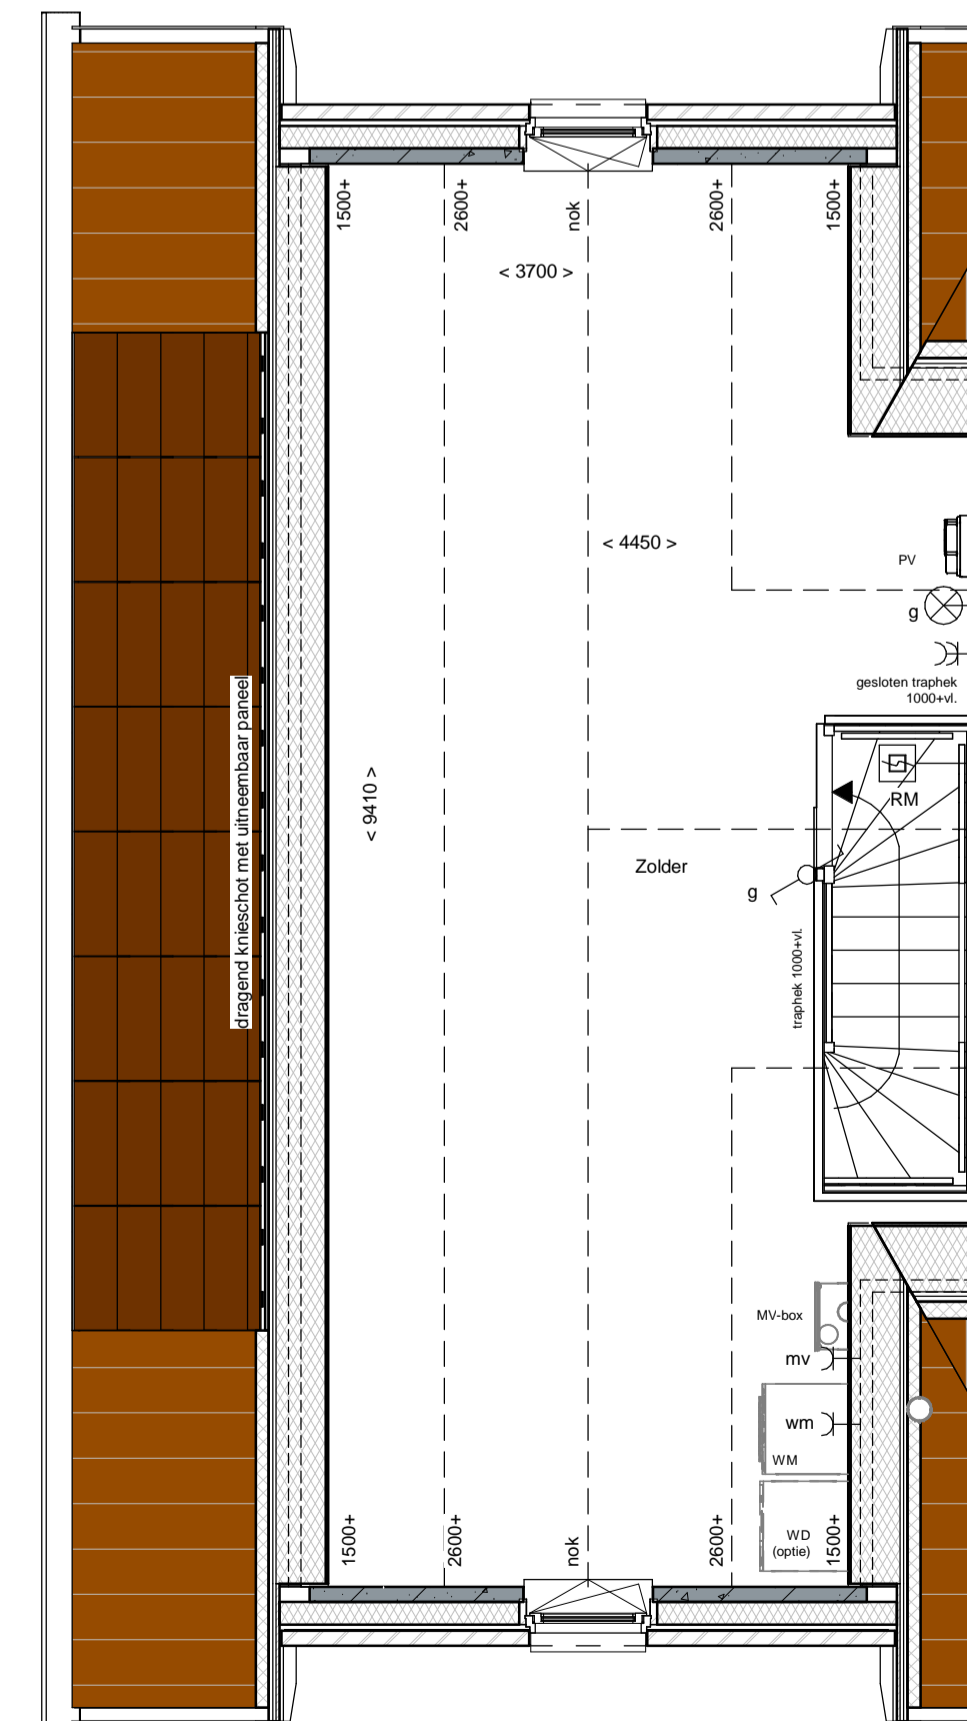 1500+
2600+
nok
2600+
1500+
< 3700 >
< 4450 >
PV
g
gesloten traphek
1000+vl.
dragend knieschot met uitneembaar paneel
< 9410 >
RM
Zolder
g
traphek 1000+vl.
MV-box
mv
wm
WM
WD
(optie)
1500+
2600+
nok
2600+
1500+